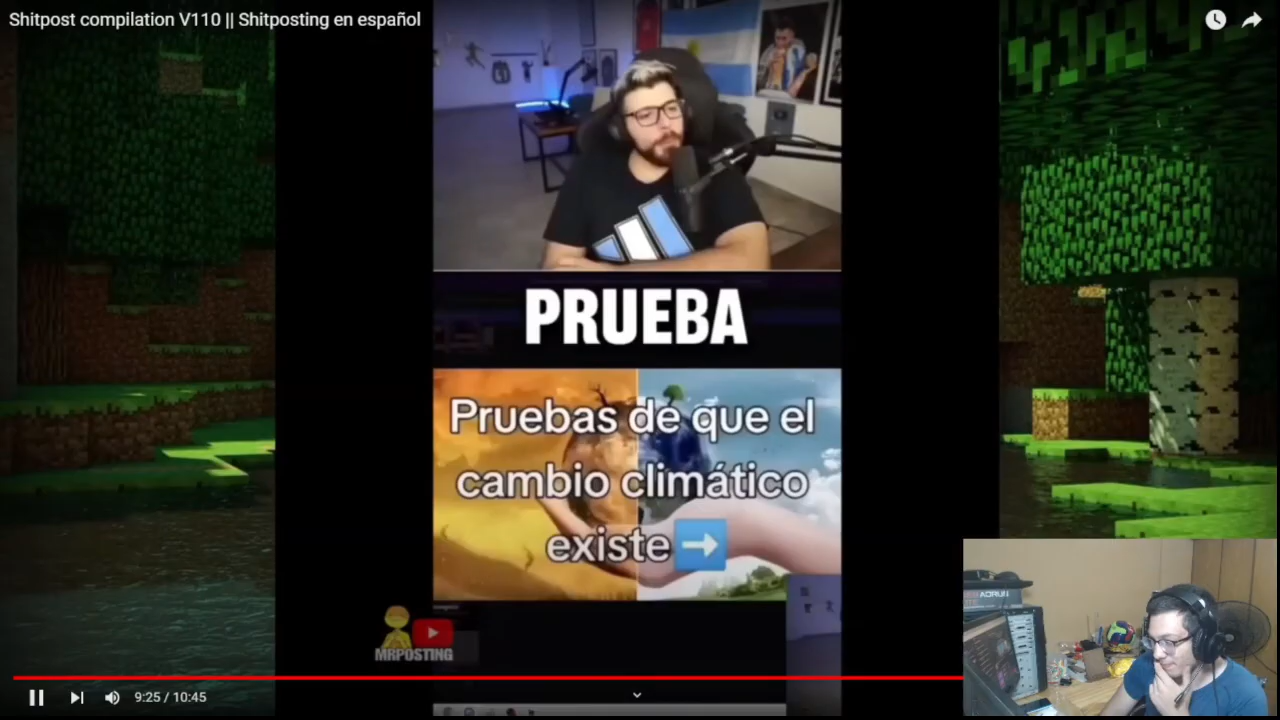 Shitpost compilation V110 || Shitposting en español
PRUEBA
Pruebas de que el
cambio climático
existe
MRPOSTING
AORUS
9:25 / 10:45